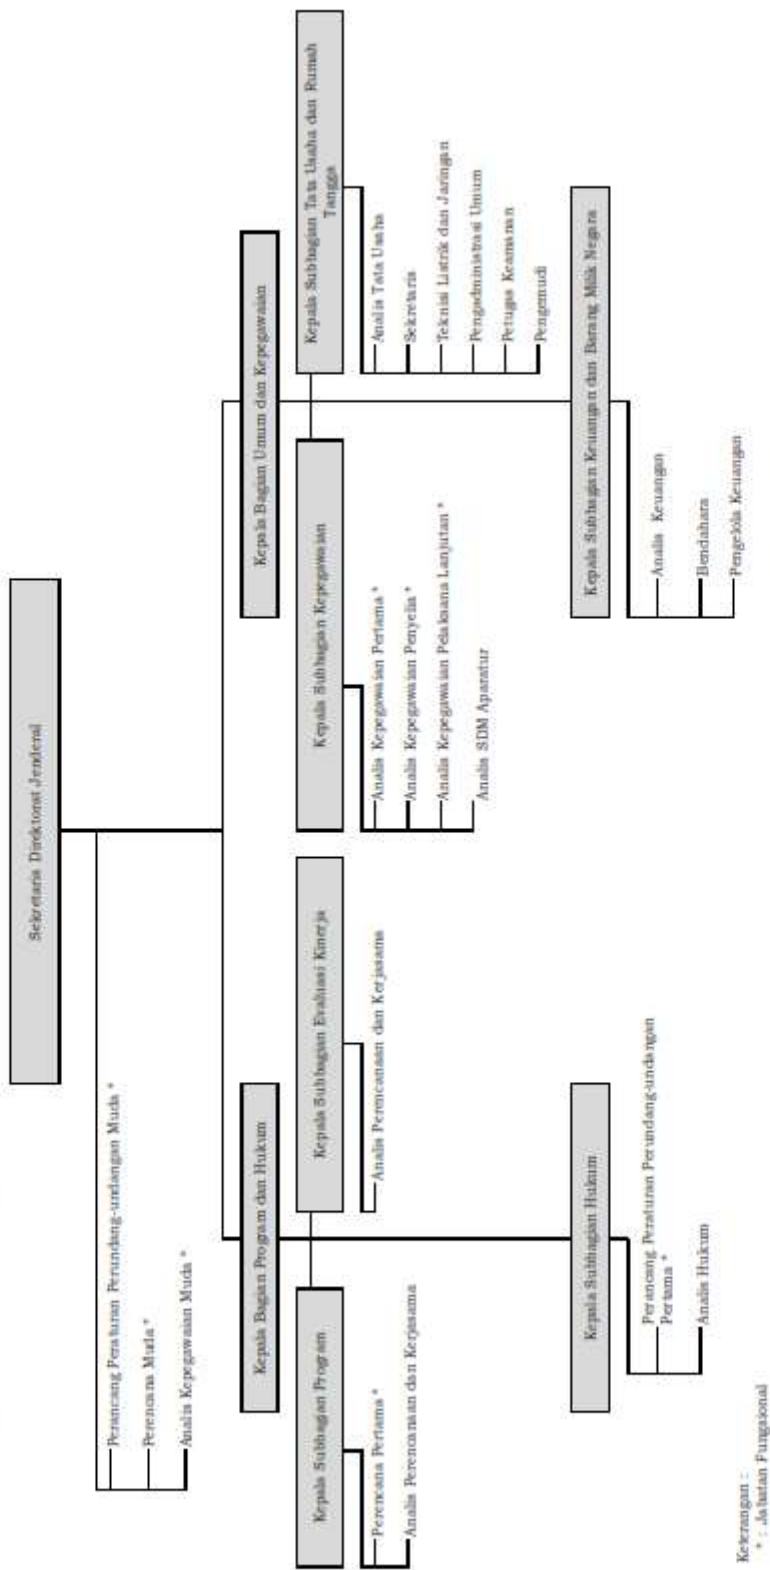 Sekretaris Direktorat Jenderal
Perancang Peraturan Perundang-undangan Muda *
Perencana Muda *
Analis Kepegawaian Muda *
Kepala Bagian Program dan Hukum
Kepala Bagian Umum dan Kepegawaian
Kepala Subbagian Program
Perencana Pertama *
Analis Perencanaan dan Kerjasama
Kepala Subbagian Evaluasi Kinerja
Analis Perencanaan dan Kerjasama
Kepala Subbagian Kepegawaian
Analis Kepegawaian Pertama *
Analis Kepegawaian Penyelia *
Analis Kepegawaian Pelaksana Lanjutan *
Analis SDM Aparatur
Kepala Subbagian Tata Usaha dan Rumah
Tangga
Analis Tata Usaha
Sekretaris
Teknisi Listrik dan Jaringan
Pengadministrasi Umum
Petugas Keamanan
Pengemudi
Kepala Subbagian Hukum
Perancang Peraturan Perundang-undangan
Pertama *
Analis Hukum
Kepala Subbagian Keuangan dan Barang Milik Negara
Analis Keuangan
Bendahara
Pengelola Keuangan
Keterangan :
* : Jabatan Fungsional